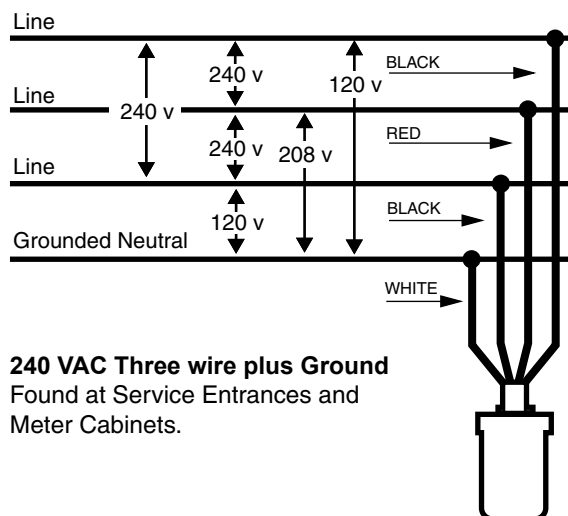 Line
BLACK
240 v
120 v
Line
240 v
RED
240 v
208 v
Line
BLACK
120 v
Grounded Neutral
WHITE
240 VAC Three wire plus Ground
Found at Service Entrances and
Meter Cabinets.